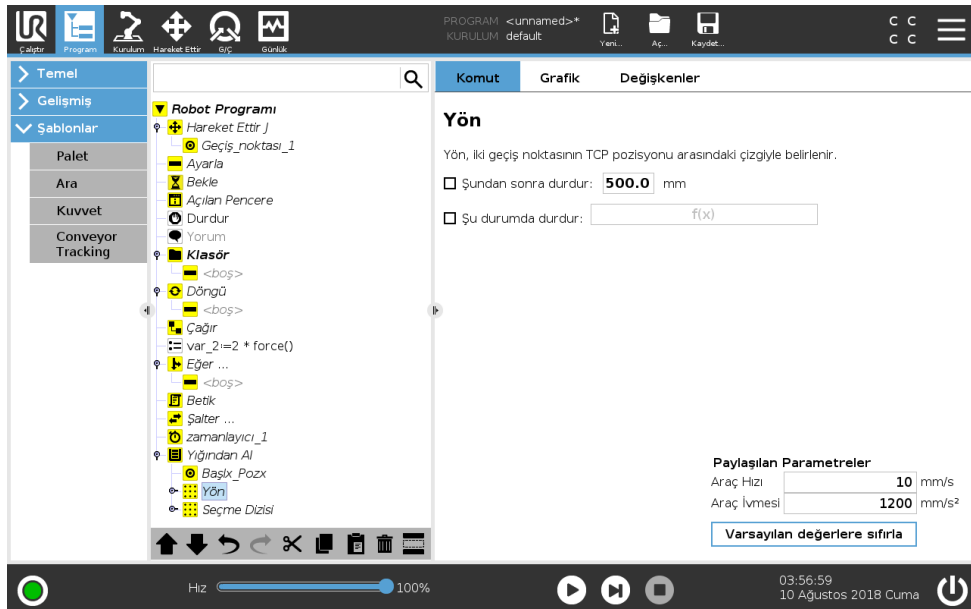 PROGRAM <unnamed>*
KURULUM default
Çalıştır
Program
Kurulum
Hareket Ettir
G/Ç
Günlük
Yeni...
Aç...
Kaydet...
C C
C C
Temel
Gelişmiş
Şablonlar
Palet
Ara
Kuvvet
Conveyor
Tracking
Robot Programı
Hareket Ettir J
Geçiş_noktası_1
Ayarla
Bekle
Açılan Pencere
Durdur
Yorum
Klasör
<boş>
Döngü
<boş>
Çağır
var_2:=2 * force()
Eğer ...
<boş>
Betik
Şalter ...
zamanlayıcı_1
Yığından Al
Başlx_Pozx
Yön
Seçme Dizisi
Komut
Grafik
Değişkenler
Yön
Yön, iki geçiş noktasının TCP pozisyonu arasındaki çizgiyle belirlenir.
Şundan sonra durdur: 500.0 mm
Şu durumda durdur: f(x)
Paylaşılan Parametreler
Araç Hızı 10 mm/s
Araç İvmesi 1200 mm/s²
Varsayılan değerlere sıfırla
Hız 100%
03:56:59
10 Ağustos 2018 Cuma